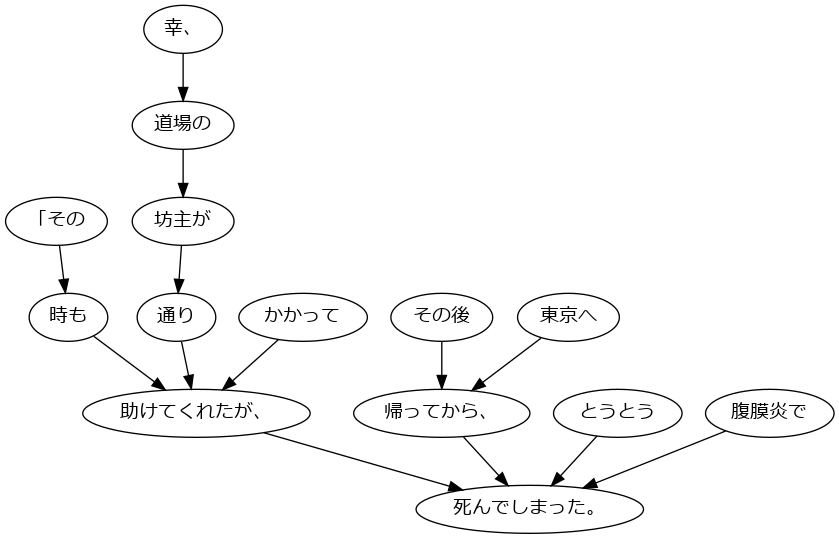 幸、
道場の
「その
坊主が
時も
通り
かかって
その後
東京へ
助けてくれたが、
帰ってから、
とうとう
腹膜炎で
死んでしまった。